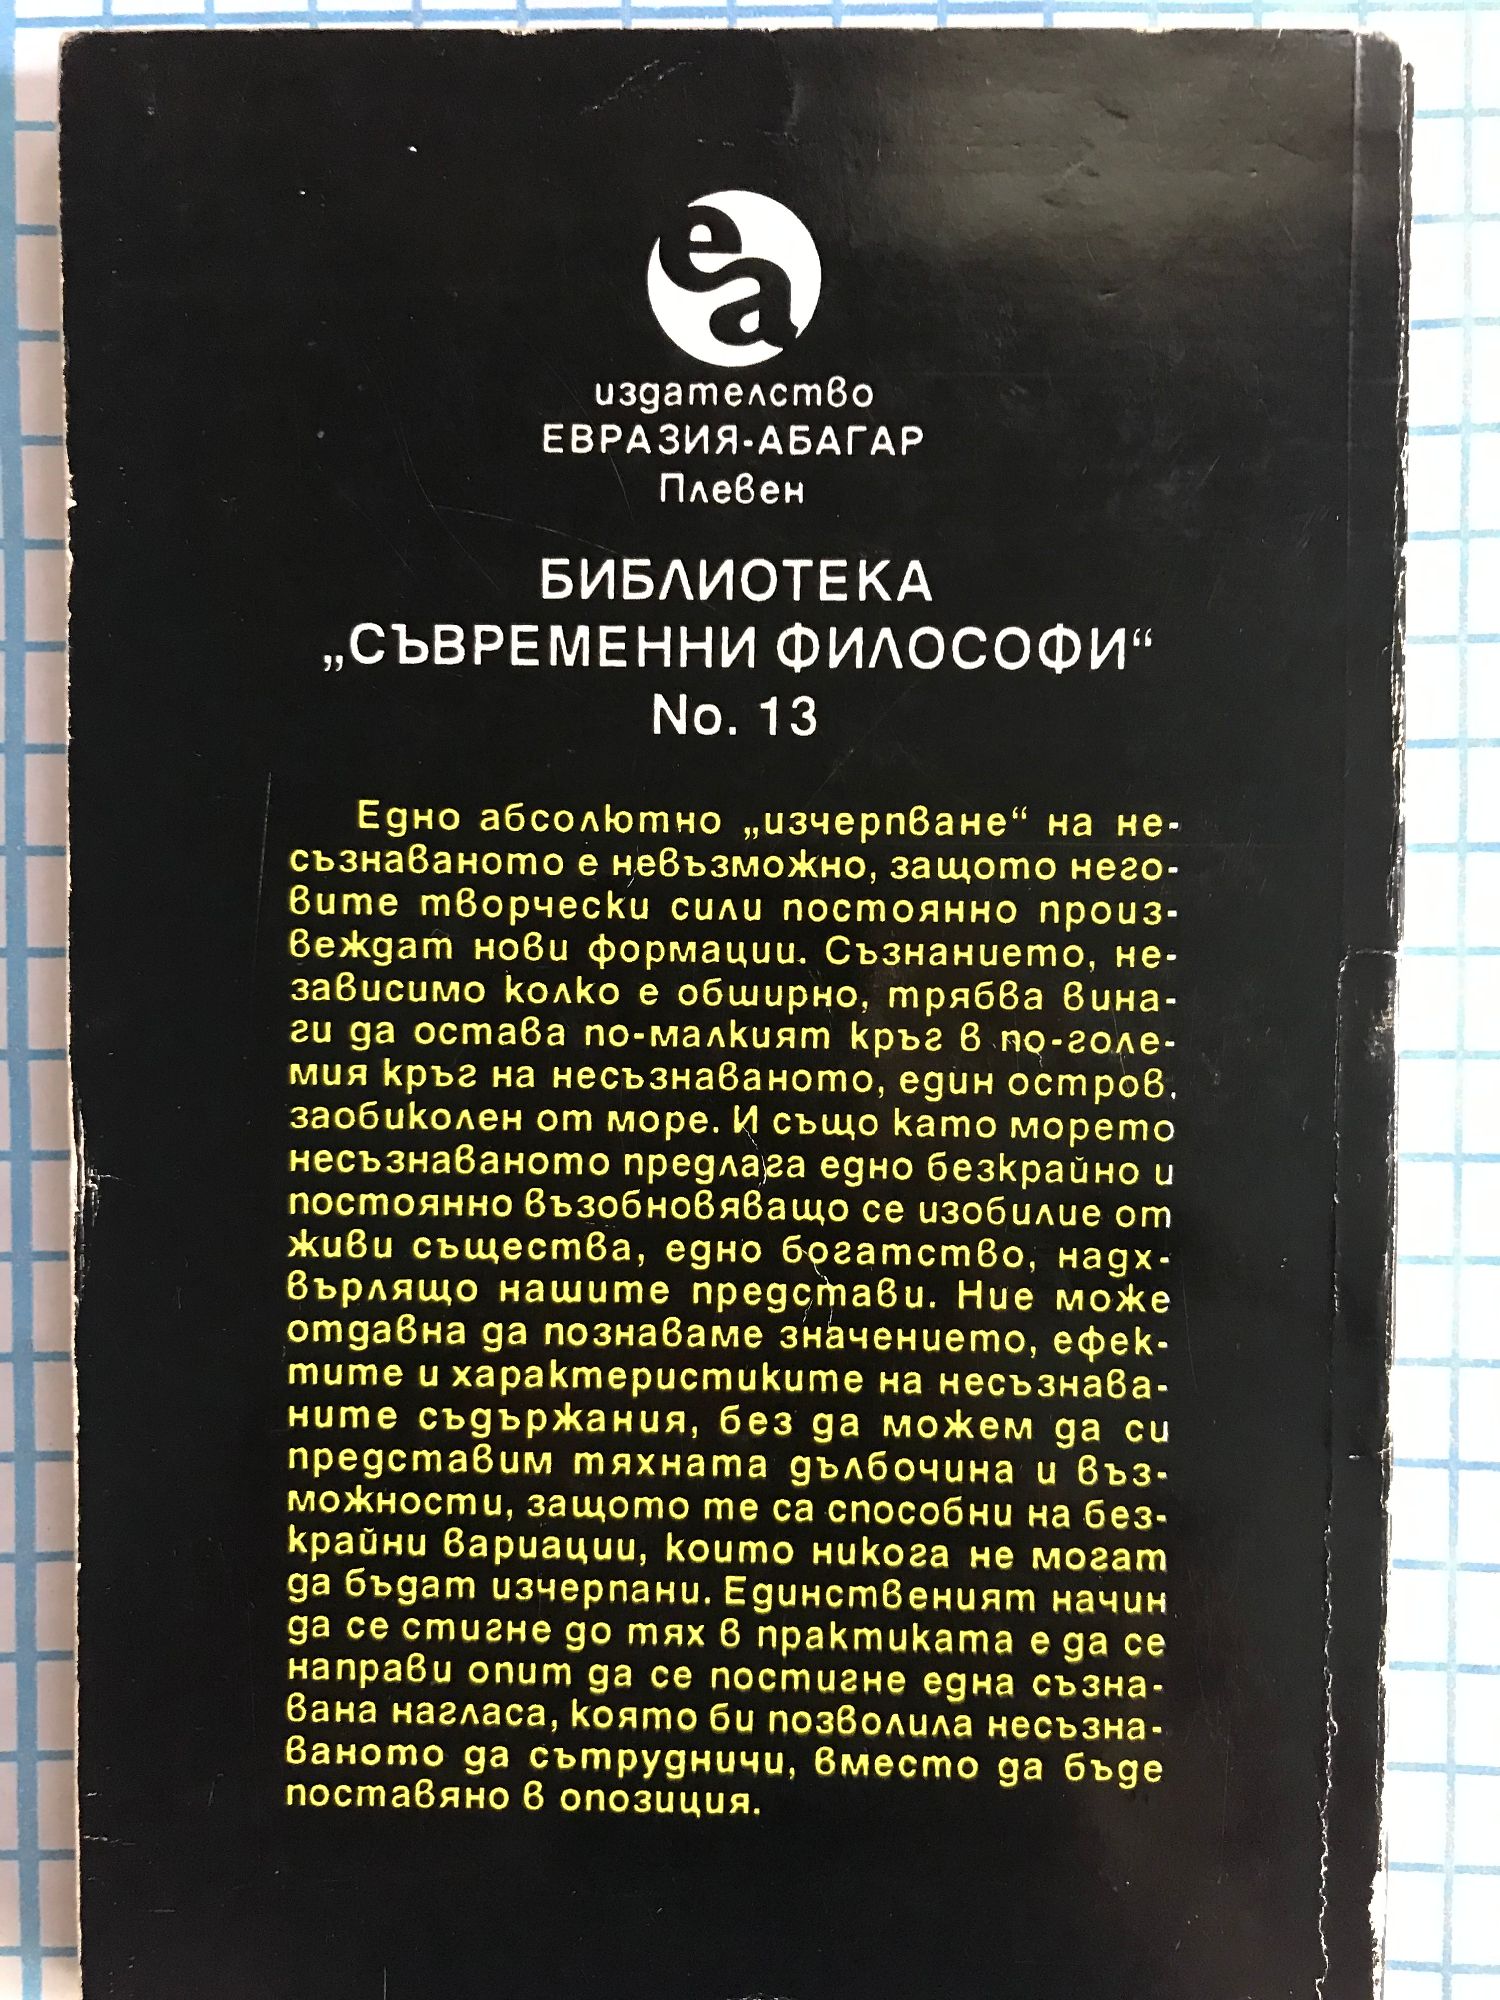 еа
издателство
ЕВРАЗИЯ-АБАГАР
Плевен
БИБЛИОТЕКА
„СЪВРЕМЕННИ ФИЛОСОФИ“
No. 13
Едно абсолютно „изчерпване“ на не-
съзнаваното е невъзможно, защото него-
вите творчески сили постоянно произ-
веждат нови формации. Съзнанието, не-
зависимо колко е обширно, трябва вина-
ги да остава по-малкият кръг в по-голе-
мия кръг на несъзнаваното, един остров,
заобиколен от море. И също като морето
несъзнаваното предлага едно безкрайно и
постоянно възобновяващо се изобилие от
живи същества, едно богатство, надх-
върлящо нашите представи. Ние може
отдавна да познаваме значението, ефек-
тите и характеристиките на несъзнава-
ните съдържания, без да можем да си
представим тяхната дълбочина и въз-
можности, защото те са способни на без-
крайни вариации, които никога не могат
да бъдат изчерпани. Единственият начин
да се стигне до тях в практиката е да се
направи опит да се постигне една съзна-
вана нагласа, която би позволила несъзна-
ваното да сътрудничи, вместо да бъде
поставяно в опозиция.